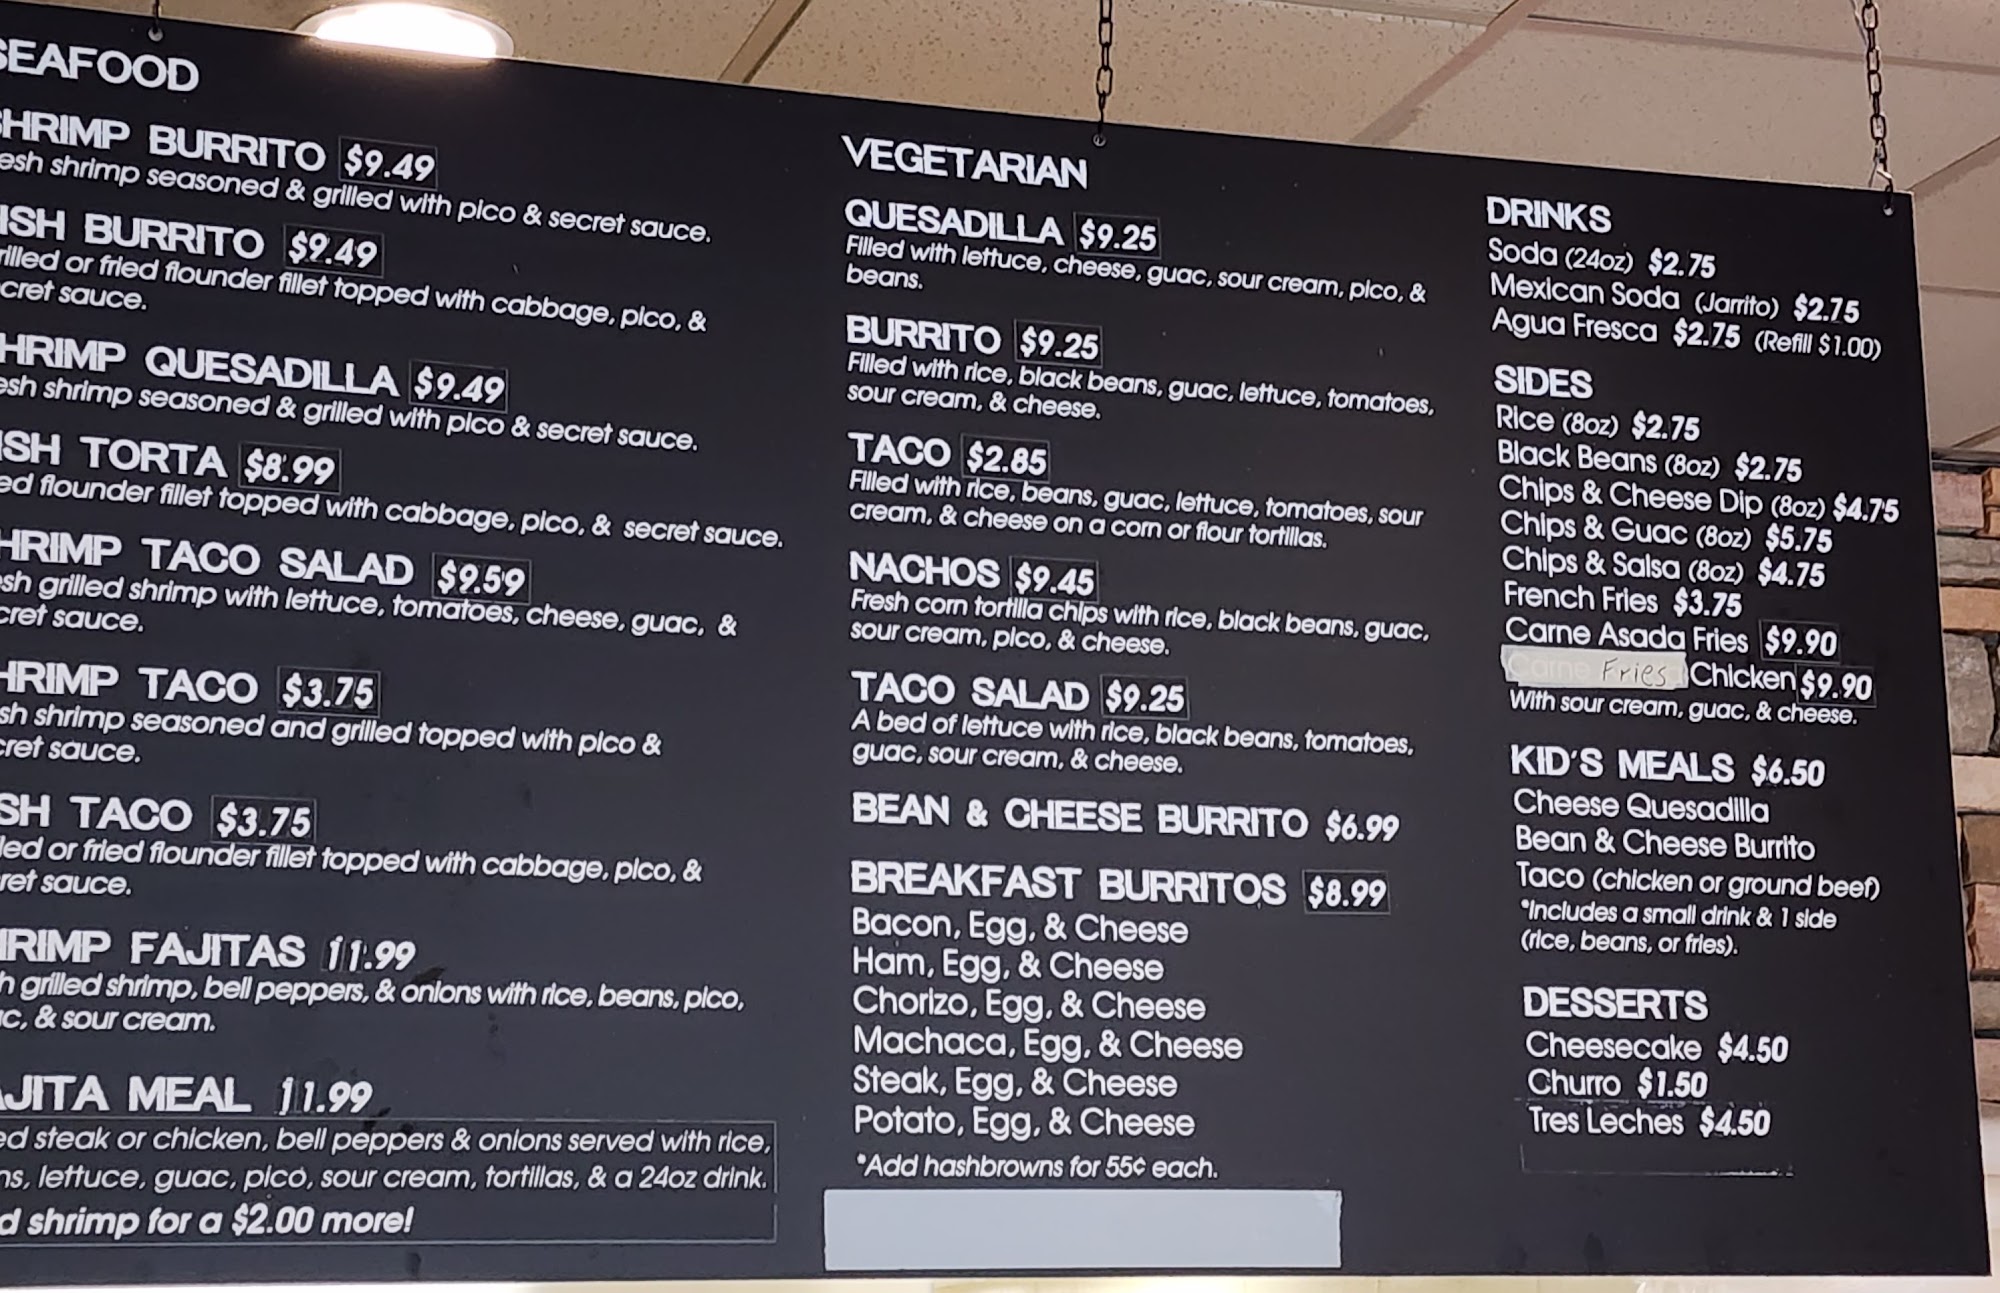 SEAFOOD
SHRIMP BURRITO $9.49
esh shrimp seasoned & grilled with pico & secret sauce.
ISH BURRITO $9.49
rilled or fried flounder fillet topped with cabbage, pico, &
cret sauce.
HRIMP QUESADILLA $9.49
esh shrimp seasoned & grilled with pico & secret sauce.
ISH TORTA $8.99
ed flounder fillet topped with cabbage, pico, & secret sauce.
HRIMP TACO SALAD $9.59
esh grilled shrimp with lettuce, tomatoes, cheese, guac, &
cret sauce.
HRIMP TACO $3.75
sh shrimp seasoned and grilled topped with pico &
cret sauce.
SH TACO $3.75
led or fried flounder fillet topped with cabbage, pico, &
ret sauce.
HRIMP FAJITAS 11.99
h grilled shrimp, bell peppers, & onions with rice, beans, pico,
ac, & sour cream.
AJITA MEAL 11.99
ed steak or chicken, bell peppers & onions served with rice,
ns, lettuce, guac, pico, sour cream, tortillas, & a 24oz drink.
d shrimp for a $2.00 more!
VEGETARIAN
QUESADILLA $9.25
Filled with lettuce, cheese, guac, sour cream, pico, &
beans.
BURRITO $9.25
Filled with rice, black beans, guac, lettuce, tomatoes,
sour cream, & cheese.
TACO $2.85
Filled with rice, beans, guac, lettuce, tomatoes, sour
cream, & cheese on a corn or flour tortillas.
NACHOS $9.45
Fresh corn tortilla chips with rice, black beans, guac,
sour cream, pico, & cheese.
TACO SALAD $9.25
A bed of lettuce with rice, black beans, tomatoes,
guac, sour cream, & cheese.
BEAN & CHEESE BURRITO $6.99
BREAKFAST BURRITOS $8.99
Bacon, Egg, & Cheese
Ham, Egg, & Cheese
Chorizo, Egg, & Cheese
Machaca, Egg, & Cheese
Steak, Egg, & Cheese
Potato, Egg, & Cheese
*Add hashbrowns for 55¢ each.
DRINKS
Soda (24oz) $2.75
Mexican Soda (Jarrito) $2.75
Agua Fresca $2.75 (Refill $1.00)
SIDES
Rice (8oz) $2.75
Black Beans (8oz) $2.75
Chips & Cheese Dip (8oz) $4.75
Chips & Guac (8oz) $5.75
Chips & Salsa (8oz) $4.75
French Fries $3.75
Carne Asada Fries $9.90
Carne Fries Chicken $9.90
With sour cream, guac, & cheese.
KID'S MEALS $6.50
Cheese Quesadilla
Bean & Cheese Burrito
Taco (chicken or ground beef)
*Includes a small drink & 1 side
(rice, beans, or fries).
DESSERTS
Cheesecake $4.50
Churro $1.50
Tres Leches $4.50